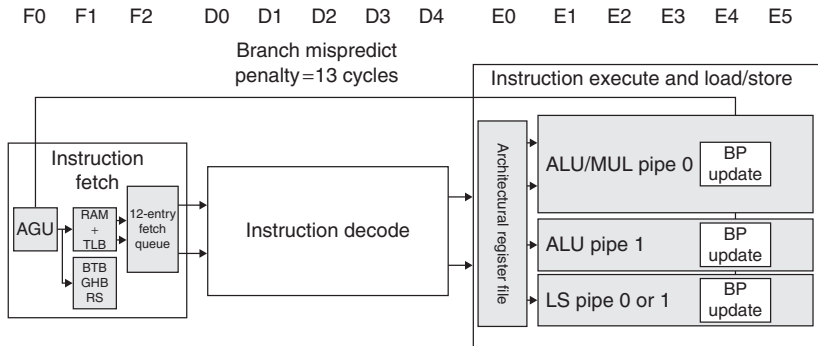 F0 F1 F2 D0 D1 D2 D3 D4 E0 E1 E2 E3 E4 E5
Branch mispredict
penalty=13 cycles
Instruction execute and load/store
Instruction
fetch
AGU
RAM
+
TLB
BTB
GHB
RS
12-entry
fetch
queue
Instruction decode
Architectural register file
ALU/MUL pipe 0
BP
update
ALU pipe 1
BP
update
LS pipe 0 or 1
BP
update